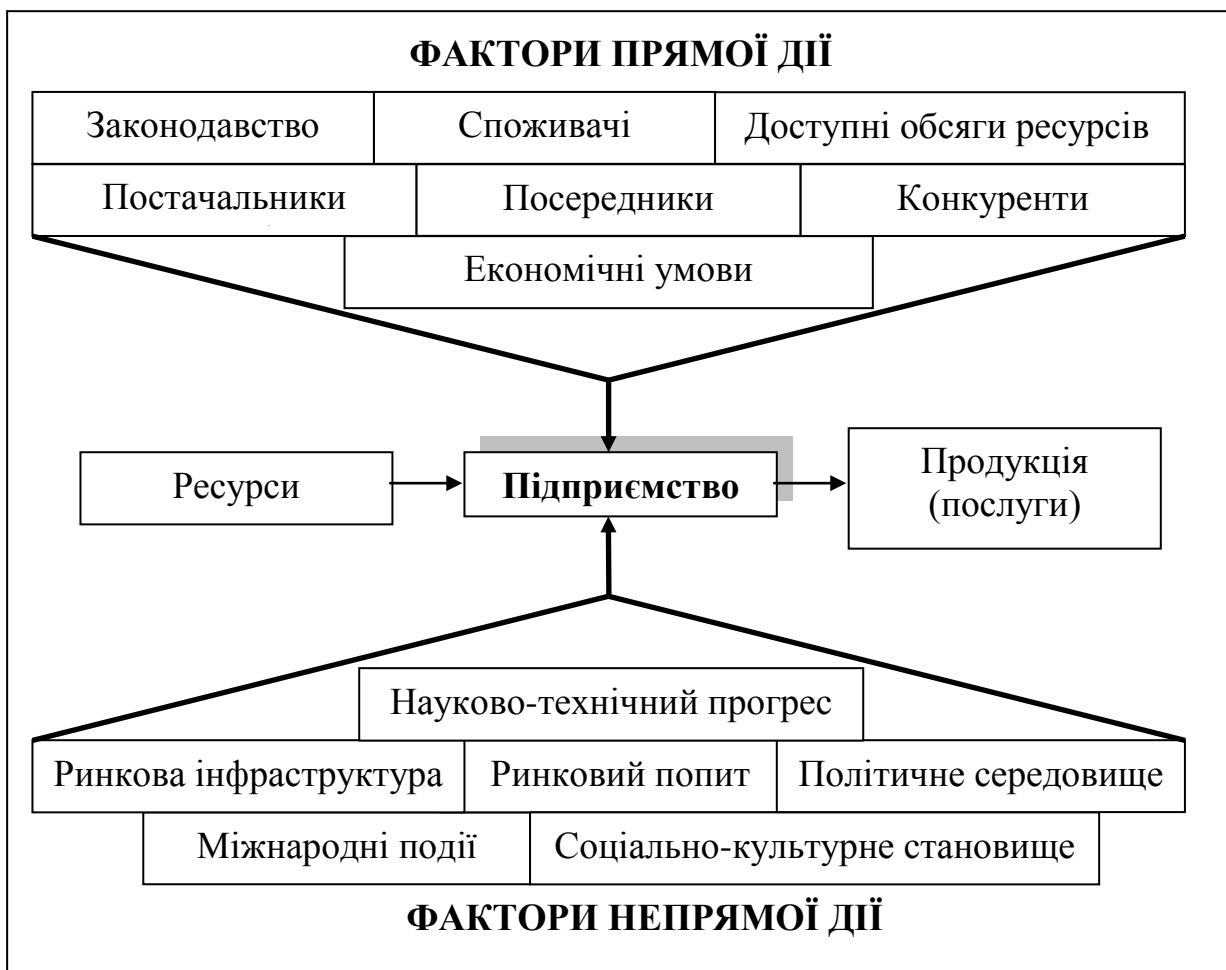 ФАКТОРИ ПРЯМОЇ ДІЇ
Законодавство
Споживачі
Доступні обсяги ресурсів
Постачальники
Посередники
Конкуренти
Економічні умови
Ресурси
Підприємство
Продукція
(послуги)
Науково-технічний прогрес
Ринкова інфраструктура
Ринковий попит
Політичне середовище
Міжнародні події
Соціально-культурне становище
ФАКТОРИ НЕПРЯМОЇ ДІЇ